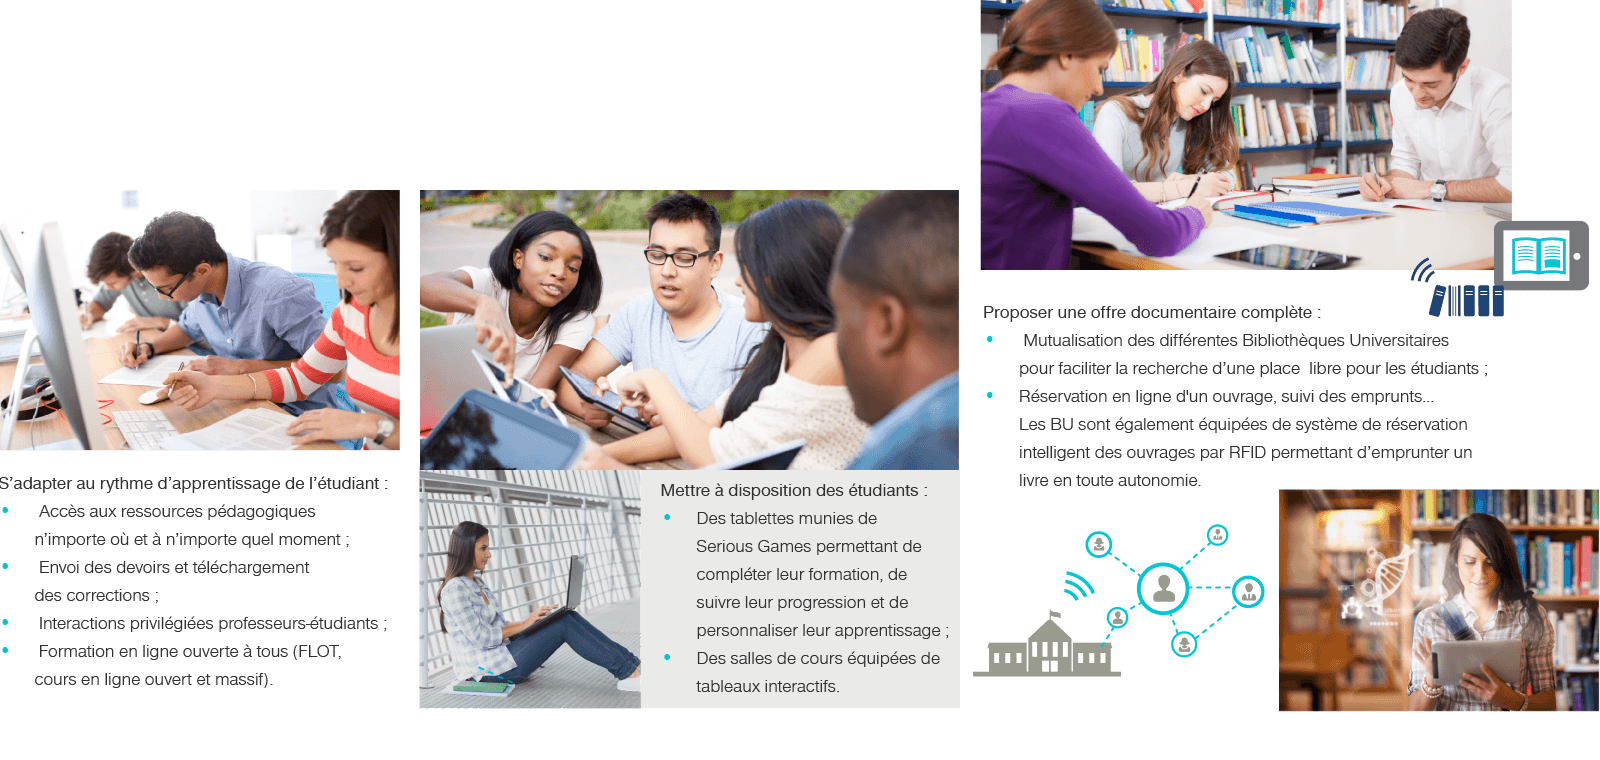 S’adapter au rythme d’apprentissage de l’étudiant :
• Accès aux ressources pédagogiques
n’importe où et à n’importe quel moment ;
• Envoi des devoirs et téléchargement
des corrections ;
• Interactions privilégiées professeurs-étudiants ;
• Formation en ligne ouverte à tous (FLOT,
cours en ligne ouvert et massif).
Mettre à disposition des étudiants :
• Des tablettes munies de
Serious Games permettant de
compléter leur formation, de
suivre leur progression et de
personnaliser leur apprentissage ;
• Des salles de cours équipées de
tableaux interactifs.
Proposer une offre documentaire complète :
• Mutualisation des différentes Bibliothèques Universitaires
pour faciliter la recherche d’une place libre pour les étudiants ;
• Réservation en ligne d'un ouvrage, suivi des emprunts...
Les BU sont également équipées de système de réservation
intelligent des ouvrages par RFID permettant d’emprunter un
livre en toute autonomie.